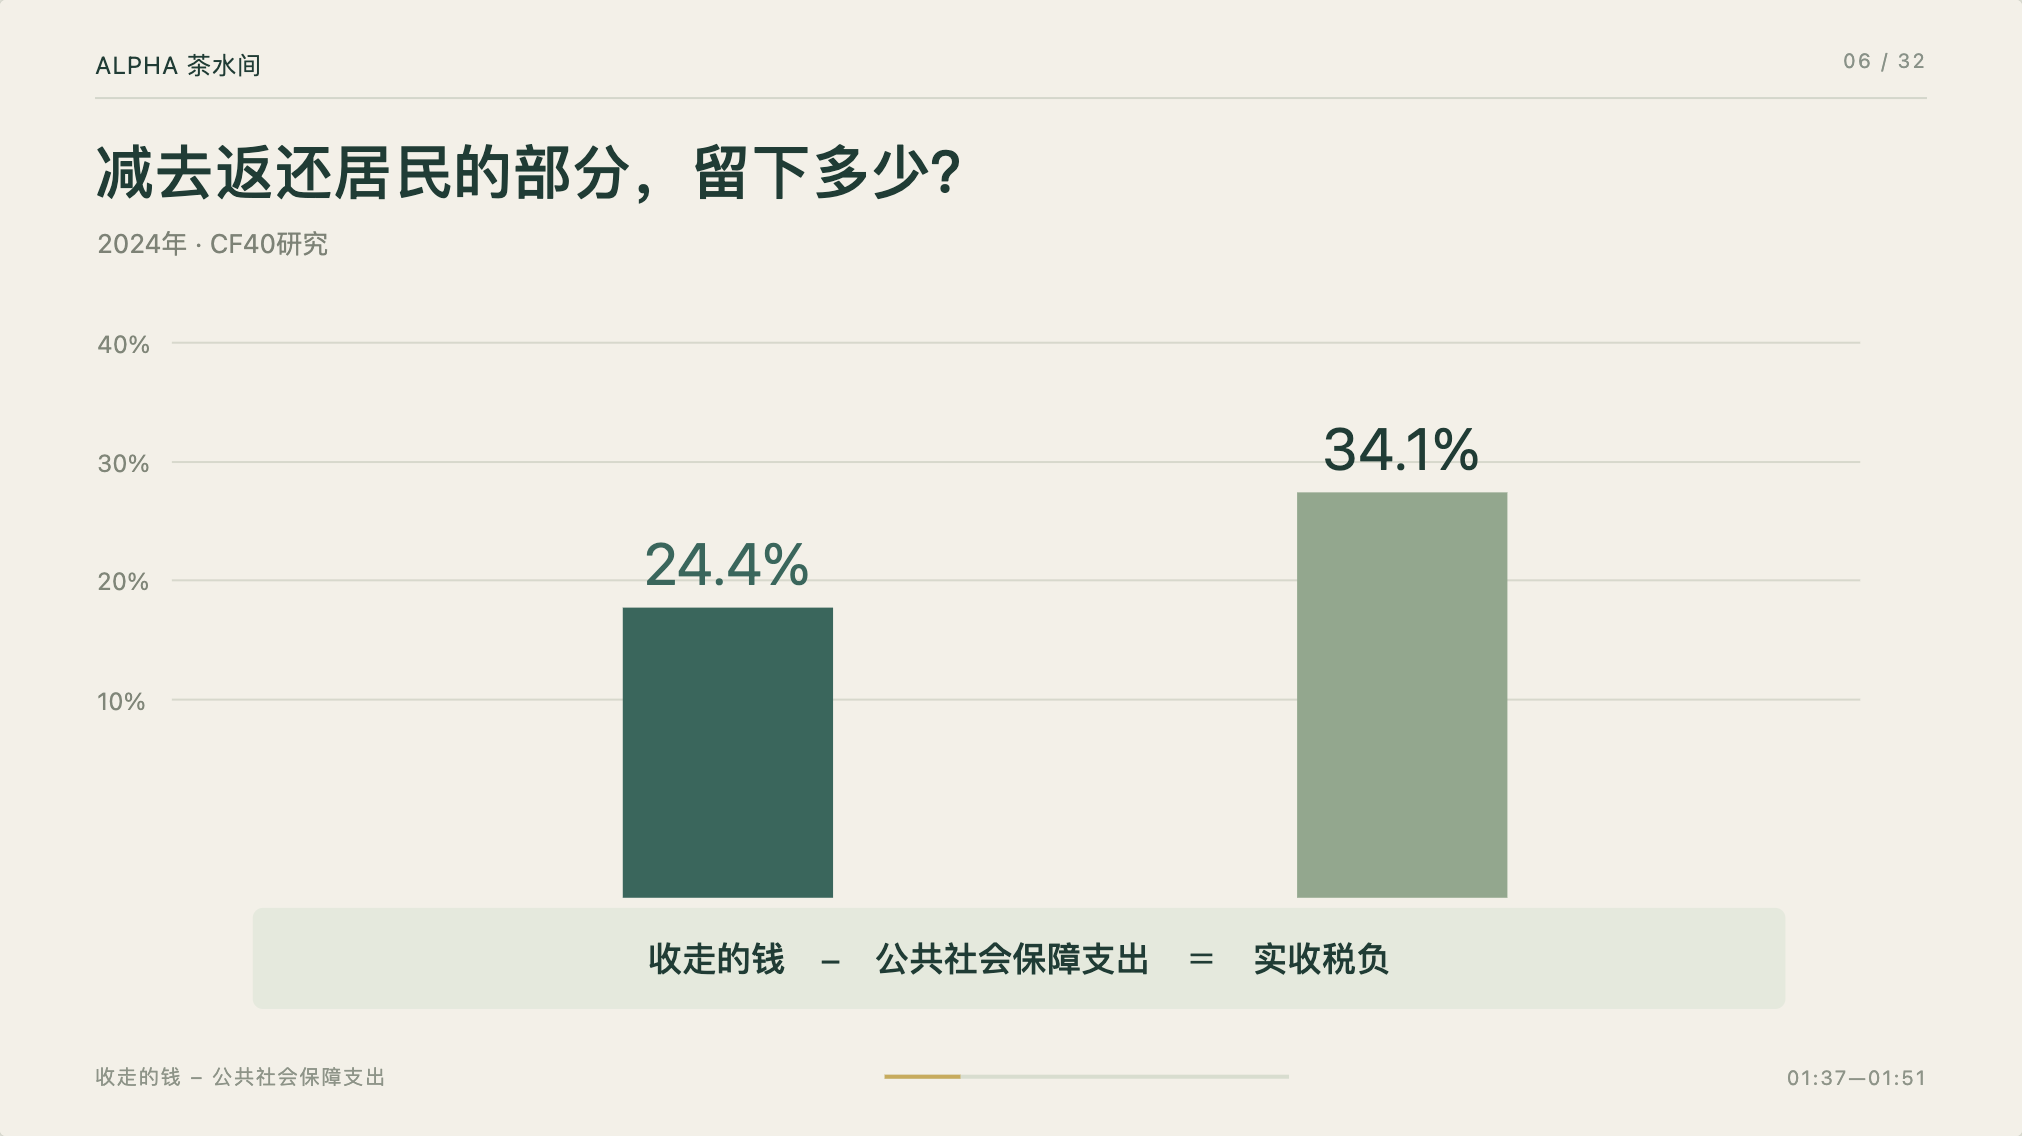 ALPHA 茶水间
06 / 32
减去返还居民的部分，留下多少？
2024年 · CF40研究
40%
30%
20%
10%
24.4%
34.1%
收走的钱 – 公共社会保障支出 = 实收税负
收走的钱 – 公共社会保障支出
01:37—01:51